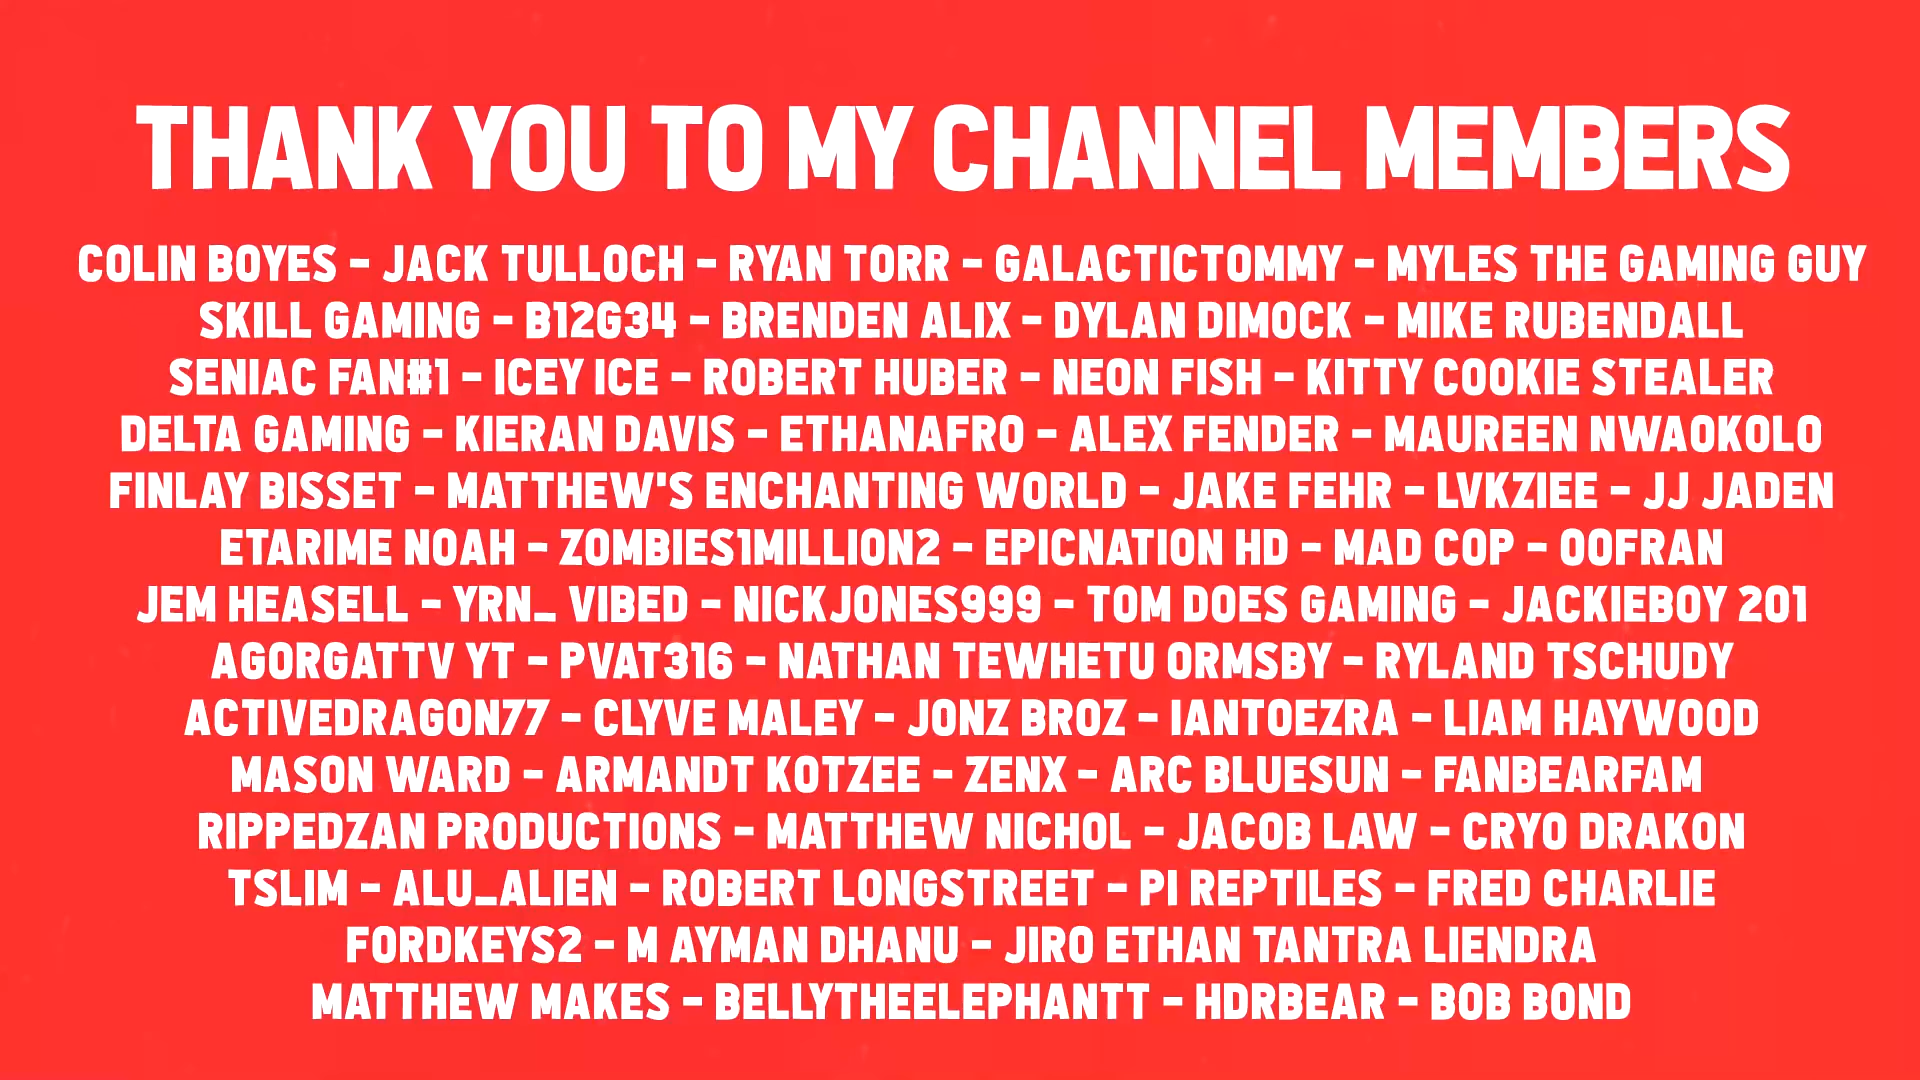 THANK YOU TO MY CHANNEL MEMBERS
COLIN BOYES - JACK TULLOCH - RYAN TORR - GALACTICTOMMY - MYLES THE GAMING GUY
SKILL GAMING - B12G34 - BRENDEN ALIX - DYLAN DIMOCK - MIKE RUBENDALL
SENIAC FAN#1 - ICEY ICE - ROBERT HUBER - NEON FISH - KITTY COOKIE STEALER
DELTA GAMING - KIERAN DAVIS - ETHANAFRO - ALEX FENDER - MAUREEN NWAOKOLO
FINLAY BISSET - MATTHEW'S ENCHANTING WORLD - JAKE FEHR - LVKZIEE - JJ JADEN
ETARIME NOAH - ZOMBIES1MILLION2 - EPICNATION HD - MAD COP - OOFRAN
JEM HEASELL - YRN_ VIBED - NICKJONES999 - TOM DOES GAMING - JACKIEBOY 201
AGORGATTV YT - PVAT316 - NATHAN TEWHETU ORMSBY - RYLAND TSCHUDY
ACTIVEDRAGON77 - CLYVE MALEY - JONZ BROZ - IANTOEZRA - LIAM HAYWOOD
MASON WARD - ARMANDT KOTZEE - ZENX - ARC BLUESUN - FANBEARFAM
RIPPEDZAN PRODUCTIONS - MATTHEW NICHOL - JACOB LAW - CRYO DRAKON
TSLIM - ALU_ALIEN - ROBERT LONGSTREET - PI REPTILES - FRED CHARLIE
FORDKEYS2 - M AYMAN DHANU - JIRO ETHAN TANTRA LIENDRA
MATTHEW MAKES - BELLYTHEELEPHANTT - HDRBEAR - BOB BOND